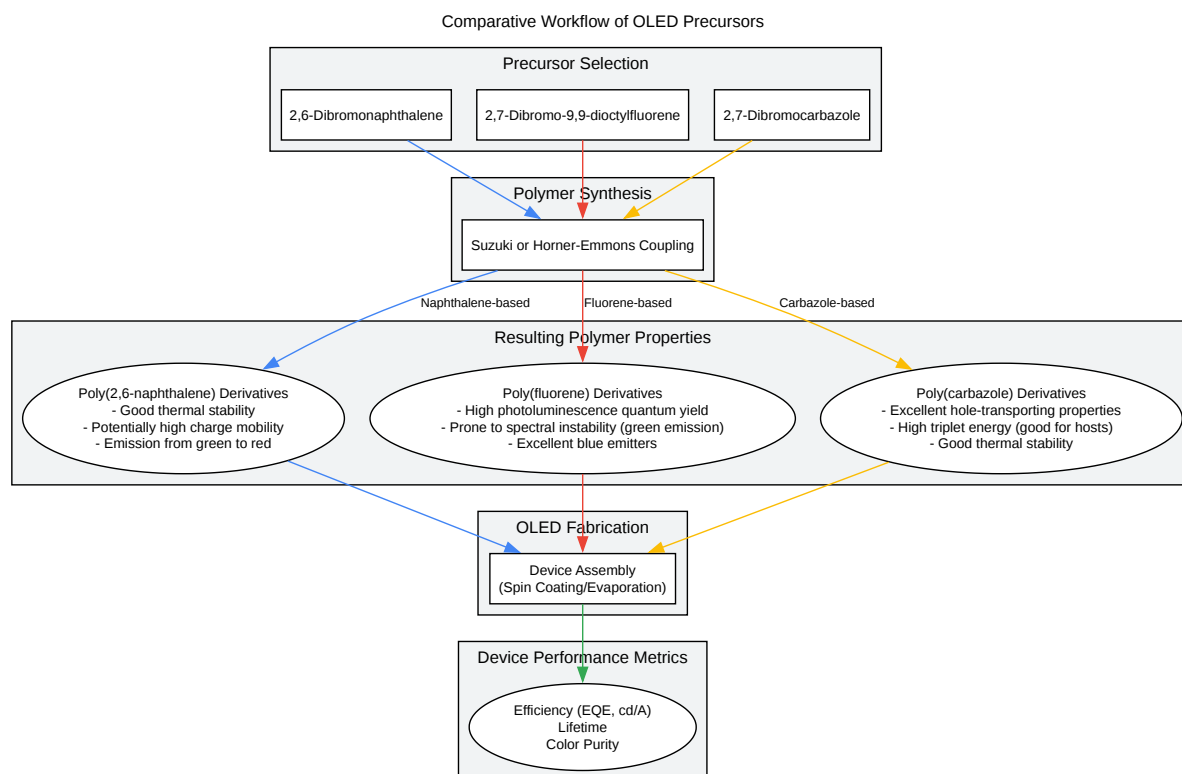 Comparative Workflow of OLED Precursors
Precursor Selection
2,6-Dibromonaphthalene
2,7-Dibromo-9,9-dioctylfluorene
2,7-Dibromocarbazole
Polymer Synthesis
Suzuki or Horner-Emmons Coupling
Naphthalene-based
Fluorene-based
Carbazole-based
Resulting Polymer Properties
Poly(2,6-naphthalene) Derivatives
- Good thermal stability
- Potentially high charge mobility
- Emission from green to red
Poly(fluorene) Derivatives
- High photoluminescence quantum yield
- Prone to spectral instability (green emission)
- Excellent blue emitters
Poly(carbazole) Derivatives
- Excellent hole-transporting properties
- High triplet energy (good for hosts)
- Good thermal stability
OLED Fabrication
Device Assembly
(Spin Coating/Evaporation)
Device Performance Metrics
Efficiency (EQE, cd/A)
Lifetime
Color Purity